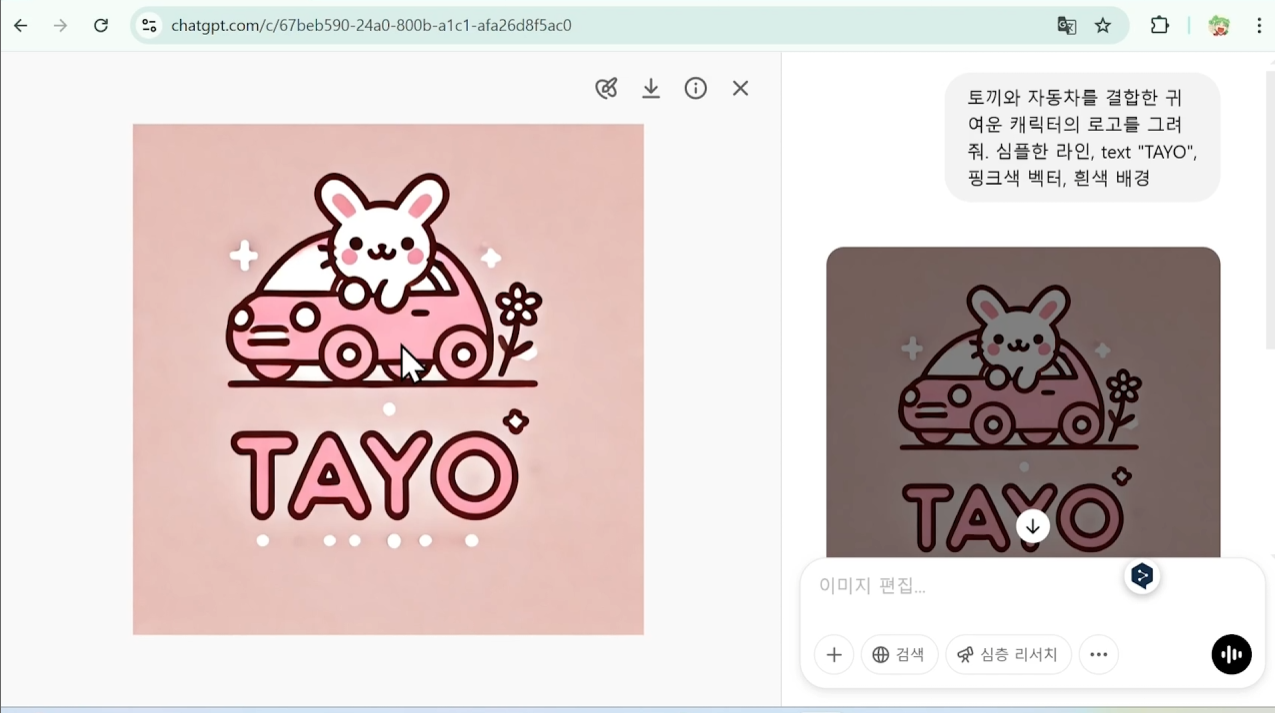 chatgpt.com/c/67beb590-24a0-800b-a1c1-afa26d8f5ac0
토끼와 자동차를 결합한 귀
여운 캐릭터의 로고를 그려
줘. 심플한 라인, text "TAYO",
핑크색 벡터, 흰색 배경
TAYO
TAYO
이미지 편집...
검색
심층 리서치